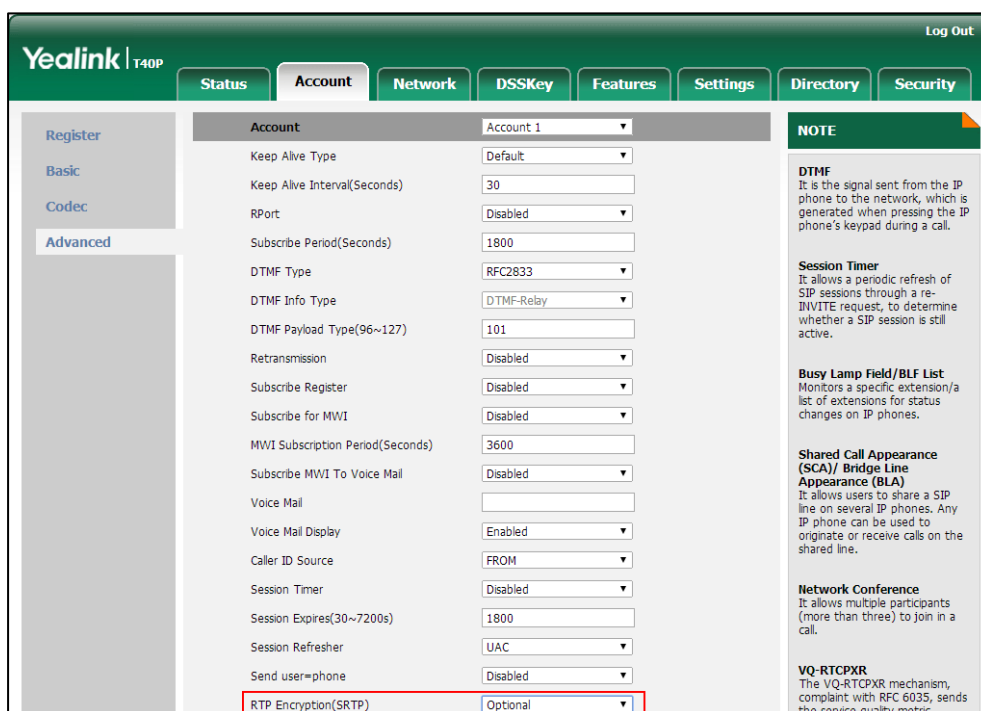 Log Out
Yealink | T40P
Status Account Network DSSKey Features Settings Directory Security
Register
Basic
Codec
Advanced
Account Account 1
Keep Alive Type Default
Keep Alive Interval(Seconds) 30
RPort Disabled
Subscribe Period(Seconds) 1800
DTMF Type RFC2833
DTMF Info Type DTMF-Relay
DTMF Payload Type(96~127) 101
Retransmission Disabled
Subscribe Register Disabled
Subscribe for MWI Disabled
MWI Subscription Period(Seconds) 3600
Subscribe MWI To Voice Mail Disabled
Voice Mail
Voice Mail Display Enabled
Caller ID Source FROM
Session Timer Disabled
Session Expires(30~7200s) 1800
Session Refresher UAC
Send user=phone Disabled
RTP Encryption(SRTP) Optional
NOTE
DTMF
It is the signal sent from the IP
phone to the network, which is
generated when pressing the IP
phone's keypad during a call.
Session Timer
It allows a periodic refresh of
SIP sessions through a re-
INVITE request, to determine
whether a SIP session is still
active.
Busy Lamp Field/BLF List
Monitors a specific extension/a
list of extensions for status
changes on IP phones.
Shared Call Appearance
(SCA)/ Bridge Line
Appearance (BLA)
It allows users to share a SIP
line on several IP phones. Any
IP phone can be used to
originate or receive calls on the
shared line.
Network Conference
It allows multiple participants
(more than three) to join in a
call.
VQ-RTCPXR
The VQ-RTCPXR mechanism,
complaint with RFC 6035, sends
the service quality metric